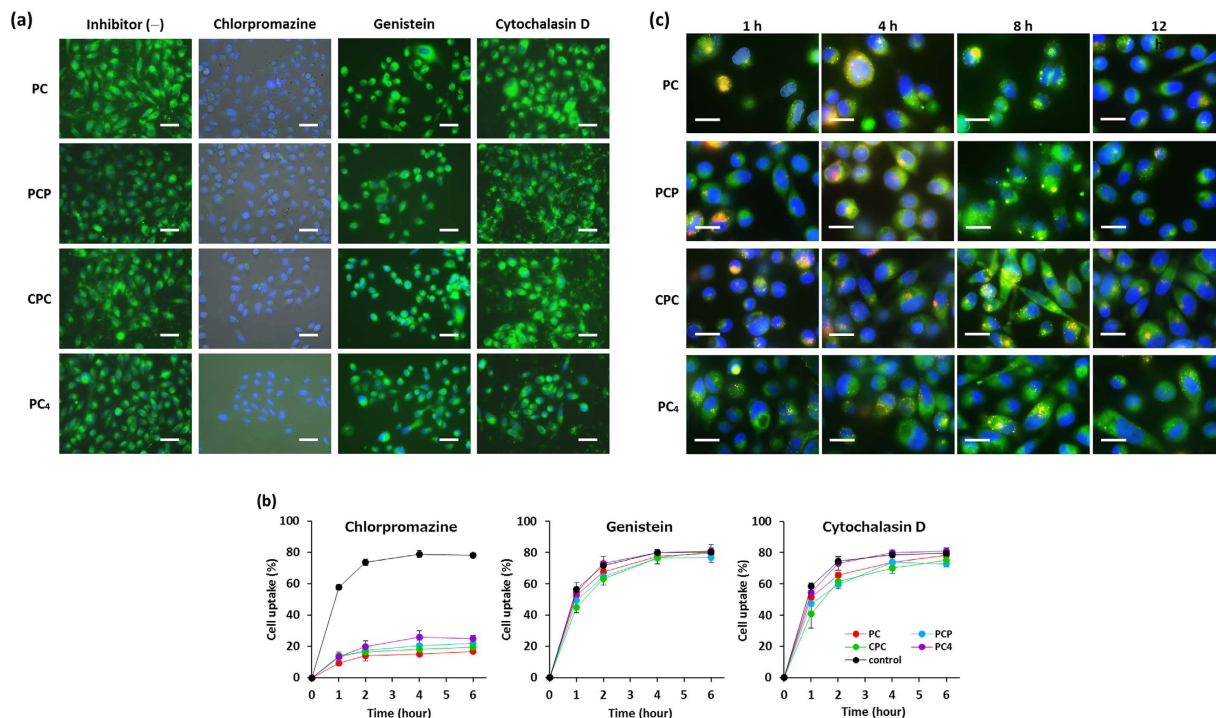 (a)
Inhibitor (−) Chlorpromazine Genistein Cytochalasin D
PC
PCP
CPC
PC4
(c)
1 h 4 h 8 h 12
h
PC
PCP
CPC
PC4
(b)
Chlorpromazine
Cell uptake (%)
100
80
60
40
20
0
0 1 2 3 4 5 6
Time (hour)
Genistein
Cell uptake (%)
100
80
60
40
20
0
0 1 2 3 4 5 6
Time (hour)
Cytochalasin D
Cell uptake (%)
100
80
60
40
20
0
PC PCP
CPC PC4
control
0 1 2 3 4 5 6
Time (hour)